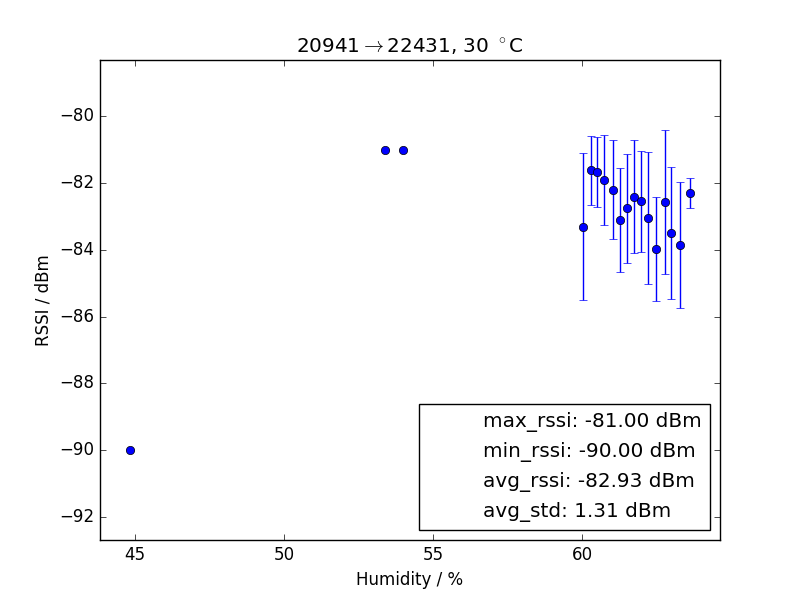 20941→22431, 30 °C
−80
−82
−84
−86
−88
−90
−92
RSSI / dBm
max_rssi: -81.00 dBm
min_rssi: -90.00 dBm
avg_rssi: -82.93 dBm
avg_std: 1.31 dBm
45 50 55 60
Humidity / %